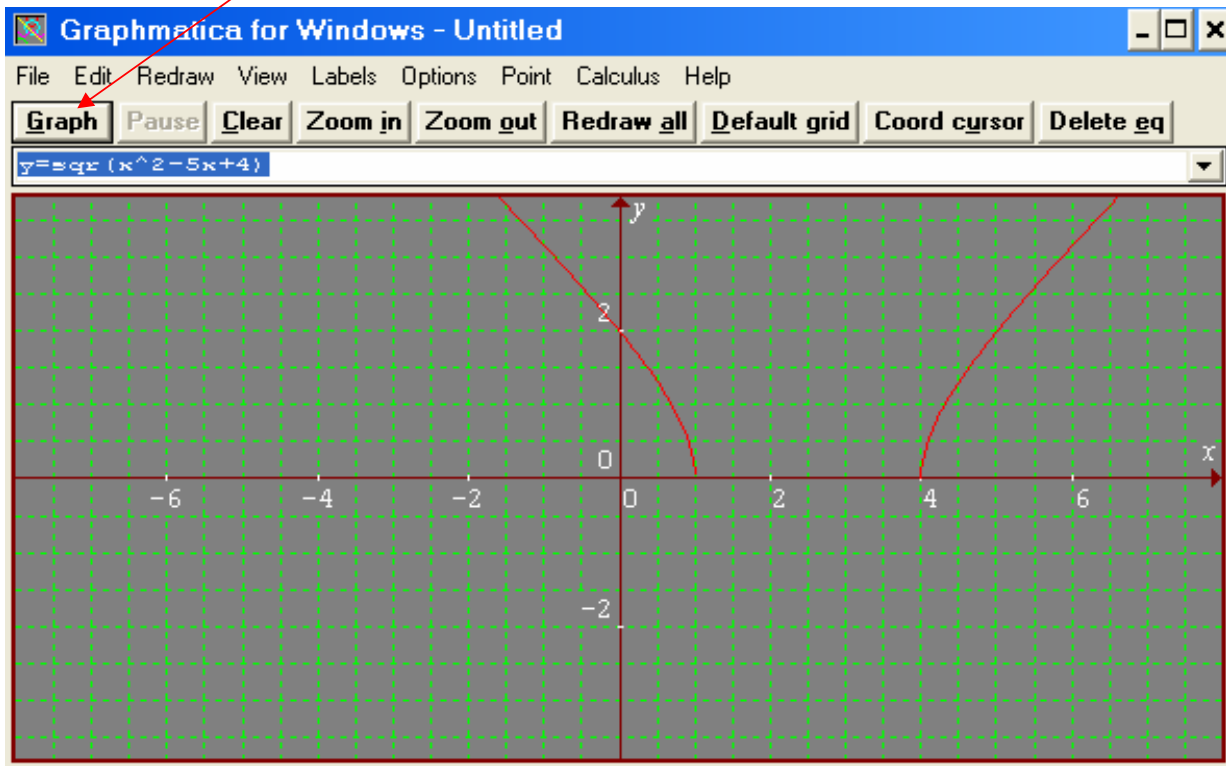 Graphmatica for Windows - Untitled
File Edit Redraw View Labels Options Point Calculus Help
Graph Pause Clear Zoom in Zoom out Redraw all Default grid Coord cursor Delete eq
y=sqr(x^2-5x+4)
y
2
0
x
-6 -4 -2 0 2 4 6
-2